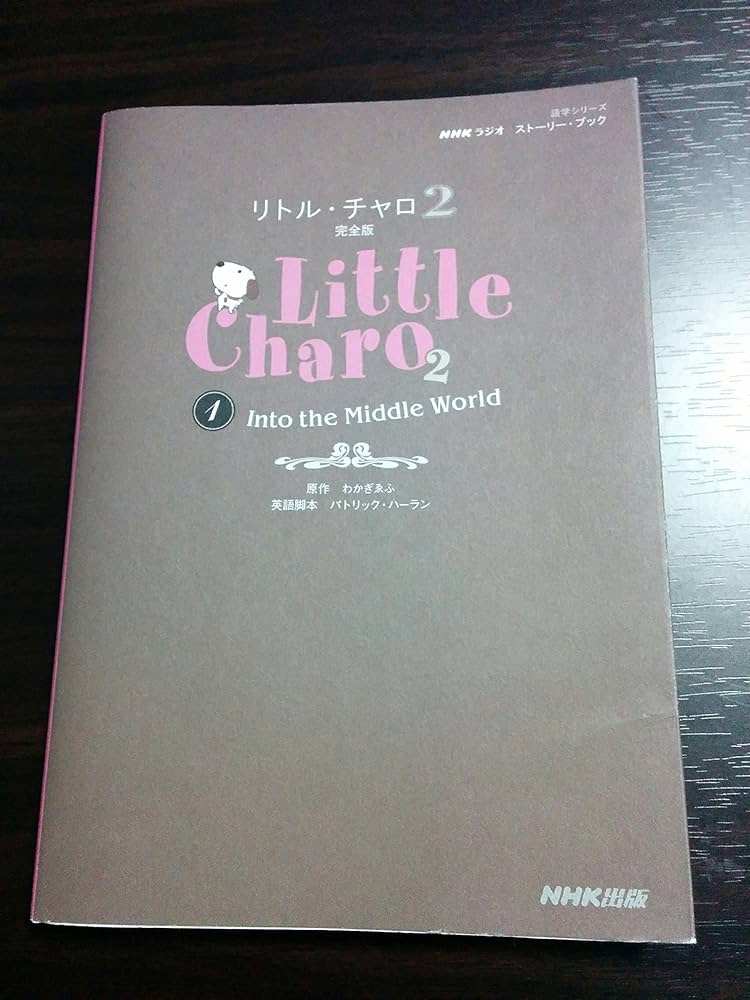 語学シリーズ
NHKラジオ ストーリー・ブック
リトル・チャロ2
完全版
Little
Charo2
1 Into the Middle World
原作 わかぎゑふ
英語脚本 パトリック・ハーラン
NHK出版